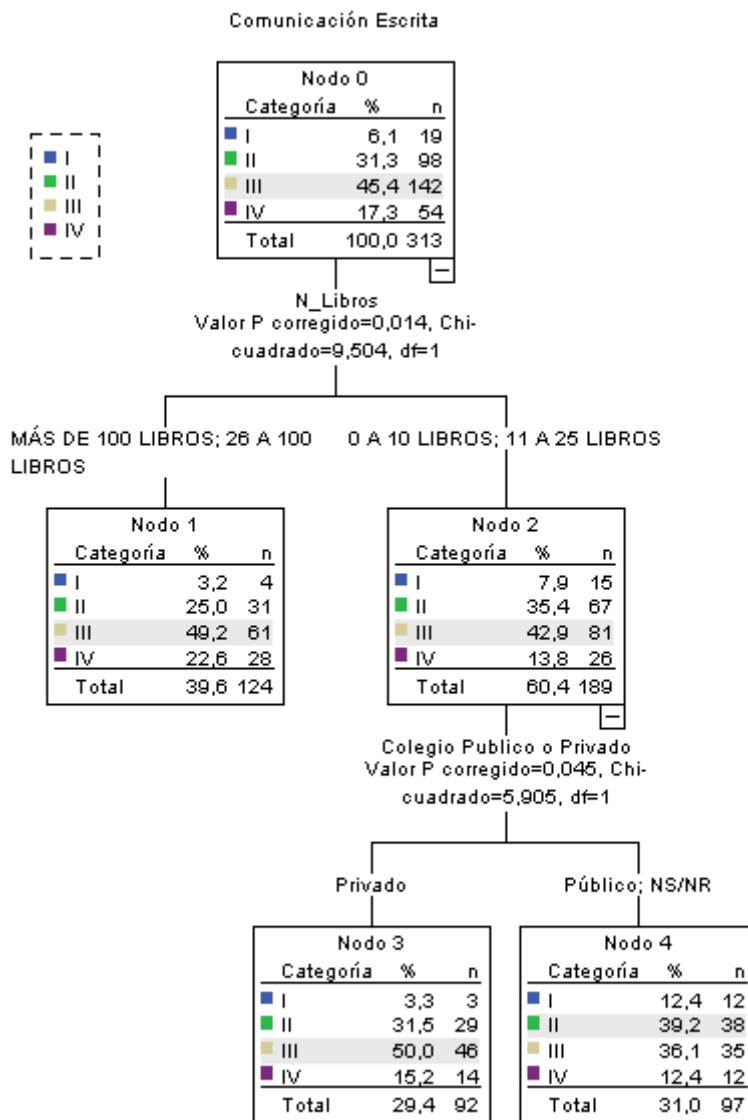 Comunicación Escrita
Nodo 0
Categoría % n
I 6,1 19
II 31,3 98
III 45,4 142
IV 17,3 54
Total 100,0 313
I
II
III
IV
N_Libros
Valor P corregido=0,014, Chi-
cuadrado=9,504, df=1
MÁS DE 100 LIBROS; 26 A 100
LIBROS
0 A 10 LIBROS; 11 A 25 LIBROS
Nodo 1
Categoría % n
I 3,2 4
II 25,0 31
III 49,2 61
IV 22,6 28
Total 39,6 124
Nodo 2
Categoría % n
I 7,9 15
II 35,4 67
III 42,9 81
IV 13,8 26
Total 60,4 189
Colegio Publico o Privado
Valor P corregido=0,045, Chi-
cuadrado=5,905, df=1
Privado
Público; NS/NR
Nodo 3
Categoría % n
I 3,3 3
II 31,5 29
III 50,0 46
IV 15,2 14
Total 29,4 92
Nodo 4
Categoría % n
I 12,4 12
II 39,2 38
III 36,1 35
IV 12,4 12
Total 31,0 97